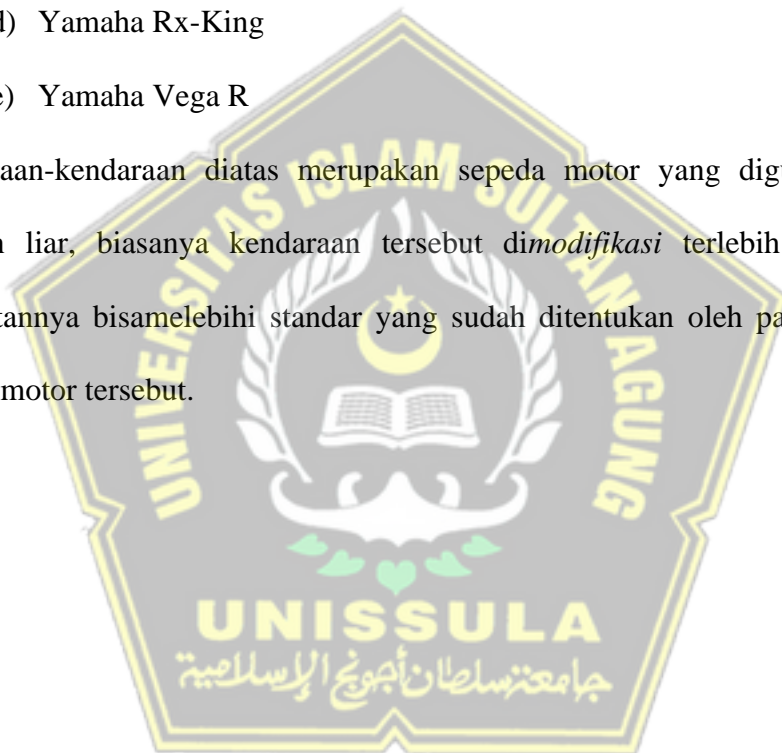 d) Yamaha Rx-King
e) Yamaha Vega R
aan-kendaraan diatas merupakan sepeda motor yang dig
n liar, biasanya kendaraan tersebut dimodifikasi terlebih
tannya bisamelebihi standar yang sudah ditentukan oleh pa
motor tersebut.
UNIVERSITAS ISLAM SULTAN AGUNG
UNISSULA
جامعة سلطان أجونج الإسلامية